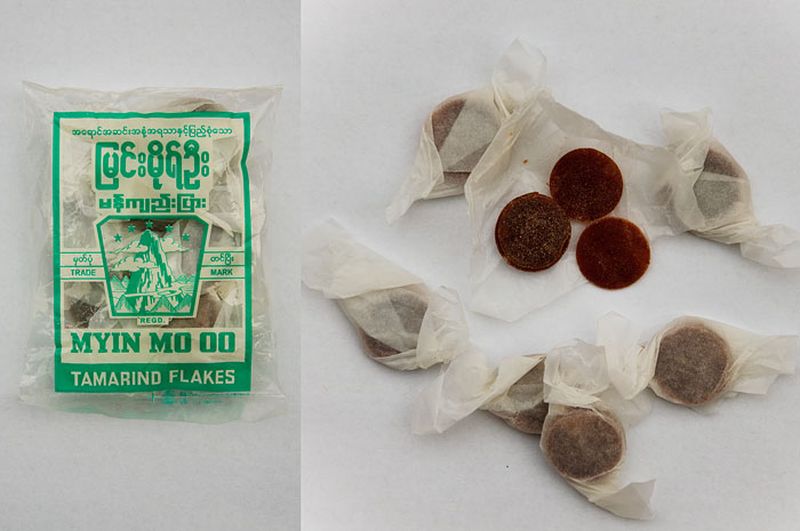 အရောင်အဆင်းအနံ့အရသာနှင့်ပြည့်စုံသော
မြင်းမိုရ်ဦး
မန်ကျည်းပြား
မှတ်ပုံ တင်ပြီး
TRADE MARK
REGD.
MYIN MO OO
TAMARIND FLAKES